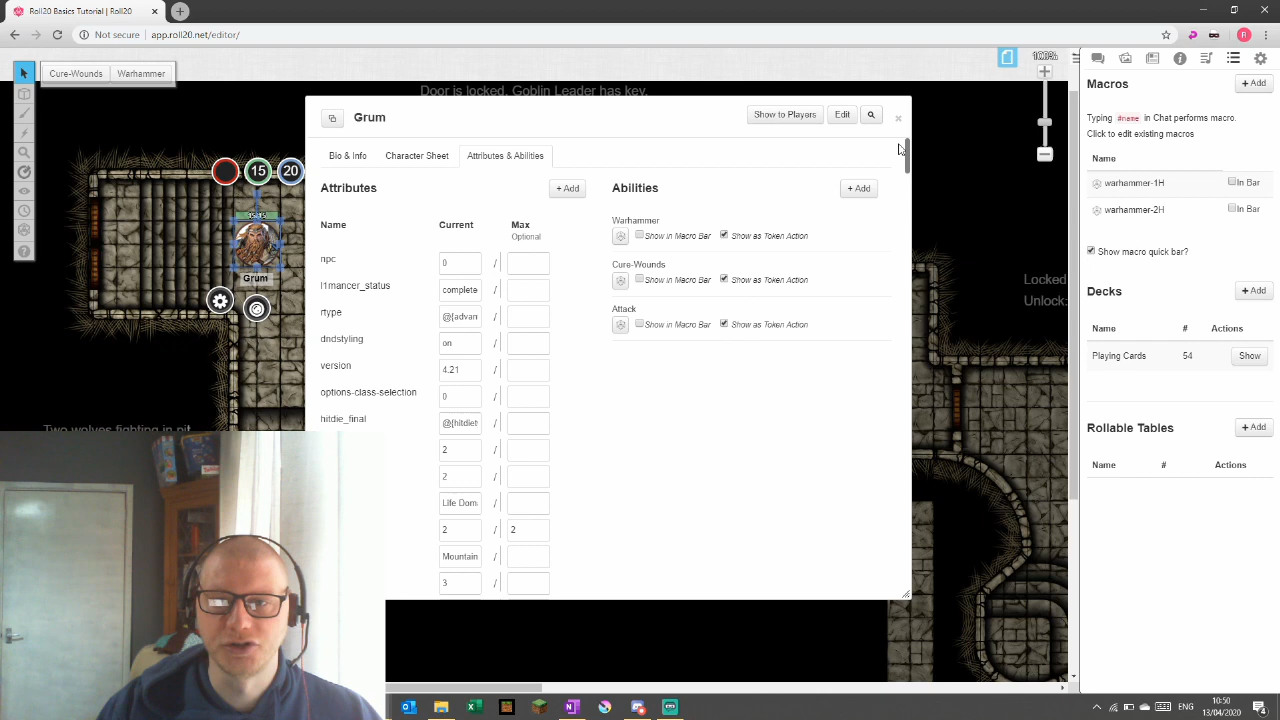 Roll20 Basics Tutorial | Roll20
Not secure | app.roll20.net/editor/
R
Cure-Wounds Warhammer
100%
Door is locked. Goblin Leader has key.
15 20
15/15
Grum
Locked
Unlock:
Two wolves fighting in pit
Grum
Show to Players Edit
Bio & Info Character Sheet Attributes & Abilities
Attributes + Add
Name Current Max
Optional
npc 0 /
l1mancer_status complete /
rtype @{advan /
dndstyling on /
version 4.21 /
options-class-selection 0 /
hitdie_final @{hitdiet /
2 /
2 /
Life Dom /
2 / 2
Mountain /
3 /
Abilities + Add
Warhammer
Show in Macro Bar Show as Token Action
Cure-Wounds
Show in Macro Bar Show as Token Action
Attack
Show in Macro Bar Show as Token Action
Macros + Add
Typing #name in Chat performs macro.
Click to edit existing macros
Name
warhammer-1H In Bar
warhammer-2H In Bar
Show macro quick bar?
Decks + Add
Name # Actions
Playing Cards 54 Show
Rollable Tables + Add
Name # Actions
10:50
13/04/2020